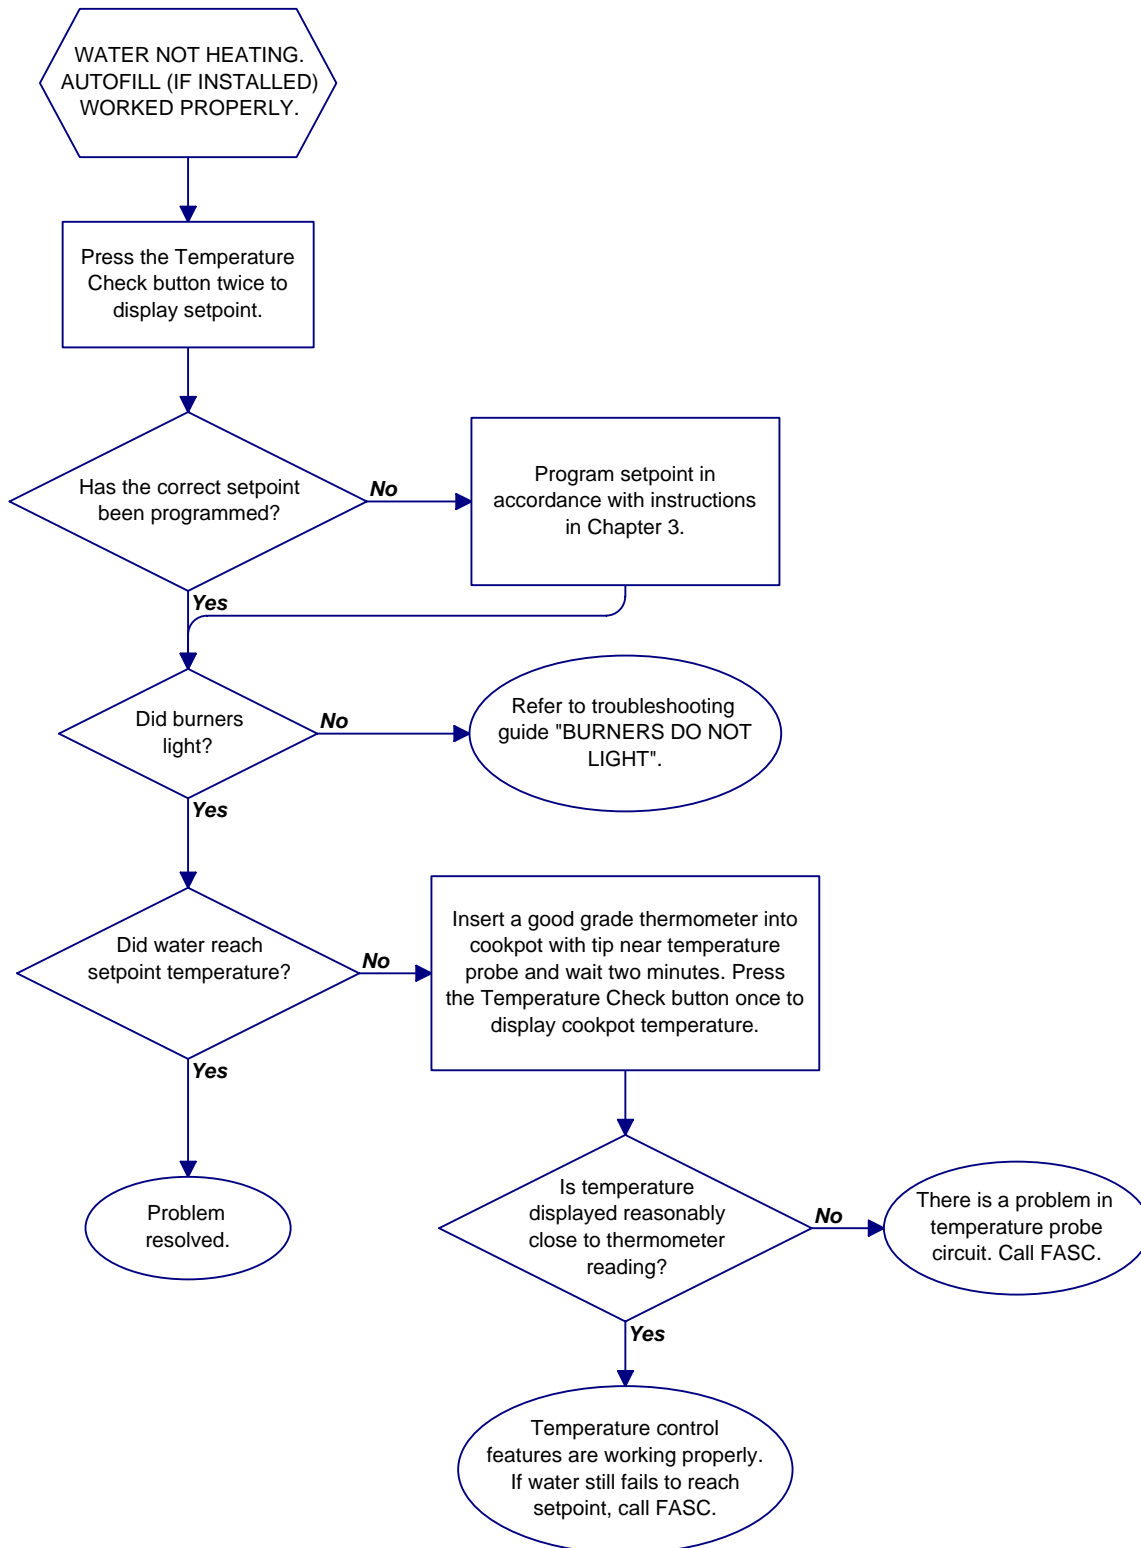 WATER NOT HEATING.
AUTOFILL (IF INSTALLED)
WORKED PROPERLY.
Press the Temperature
Check button twice to
display setpoint.
Has the correct setpoint
been programmed?
No
Program setpoint in
accordance with instructions
in Chapter 3.
Yes
Did burners
light?
No
Refer to troubleshooting
guide "BURNERS DO NOT
LIGHT".
Yes
Did water reach
setpoint temperature?
No
Insert a good grade thermometer into
cookpot with tip near temperature
probe and wait two minutes. Press
the Temperature Check button once to
display cookpot temperature.
Yes
Problem
resolved.
Is temperature
displayed reasonably
close to thermometer
reading?
No
There is a problem in
temperature probe
circuit. Call FASC.
Yes
Temperature control
features are working properly.
If water still fails to reach
setpoint, call FASC.